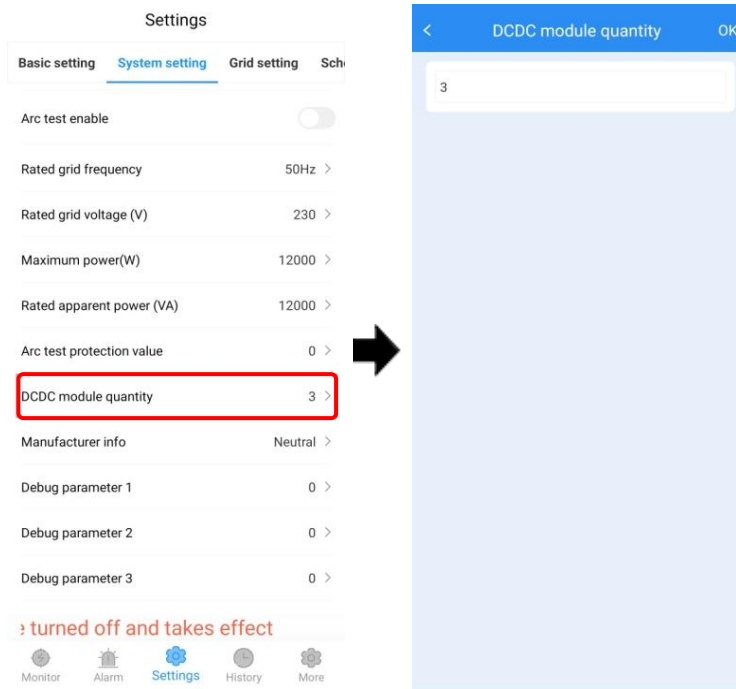 Settings
Basic setting System setting Grid setting Sch
Arc test enable
Rated grid frequency 50Hz >
Rated grid voltage (V) 230 >
Maximum power(W) 12000 >
Rated apparent power (VA) 12000 >
Arc test protection value 0 >
DCDC module quantity 3 >
Manufacturer info Neutral >
Debug parameter 1 0 >
Debug parameter 2 0 >
Debug parameter 3 0 >
e turned off and takes effect
Monitor Alarm Settings History More
< DCDC module quantity OK
3